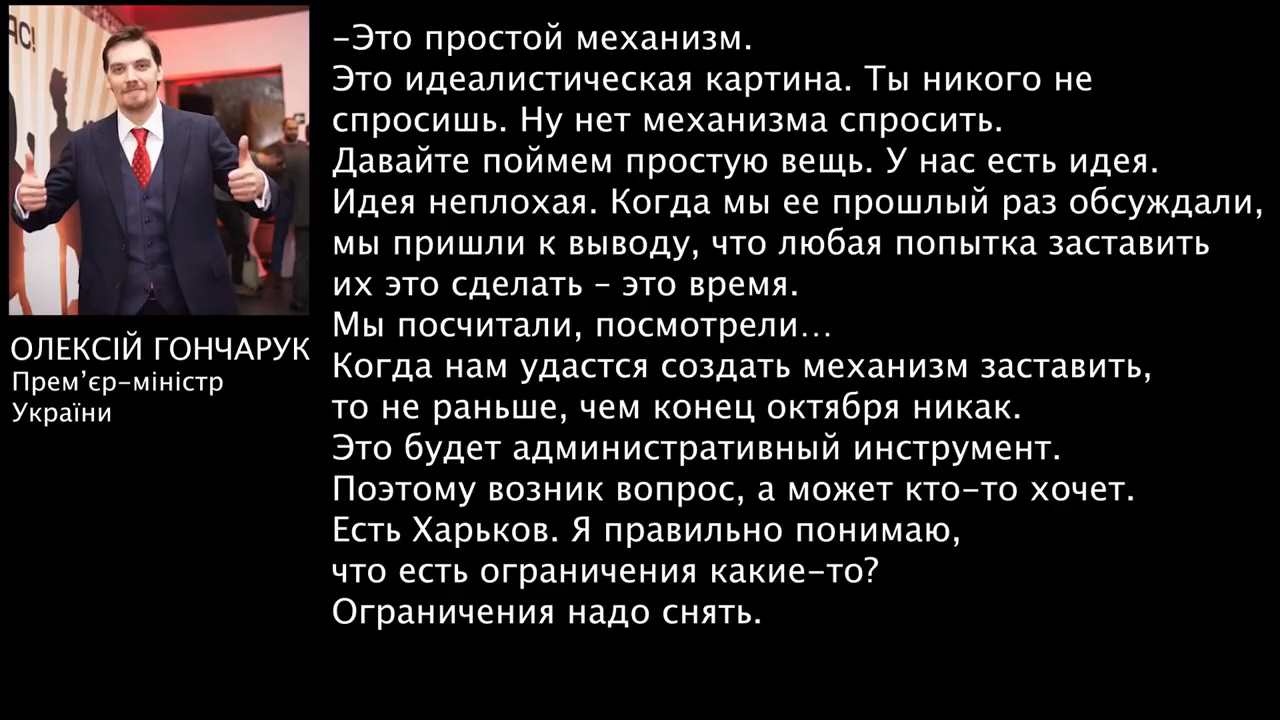 АС!
ОЛЕКСІЙ ГОНЧАРУК
Прем’єр-міністр
України
-Это простой механизм.
Это идеалистическая картина. Ты никого не
спросишь. Ну нет механизма спросить.
Давайте поймем простую вещь. У нас есть идея.
Идея неплохая. Когда мы ее прошлый раз обсуждали,
мы пришли к выводу, что любая попытка заставить
их это сделать – это время.
Мы посчитали, посмотрели...
Когда нам удастся создать механизм заставить,
то не раньше, чем конец октября никак.
Это будет административный инструмент.
Поэтому возник вопрос, а может кто-то хочет.
Есть Харьков. Я правильно понимаю,
что есть ограничения какие-то?
Ограничения надо снять.